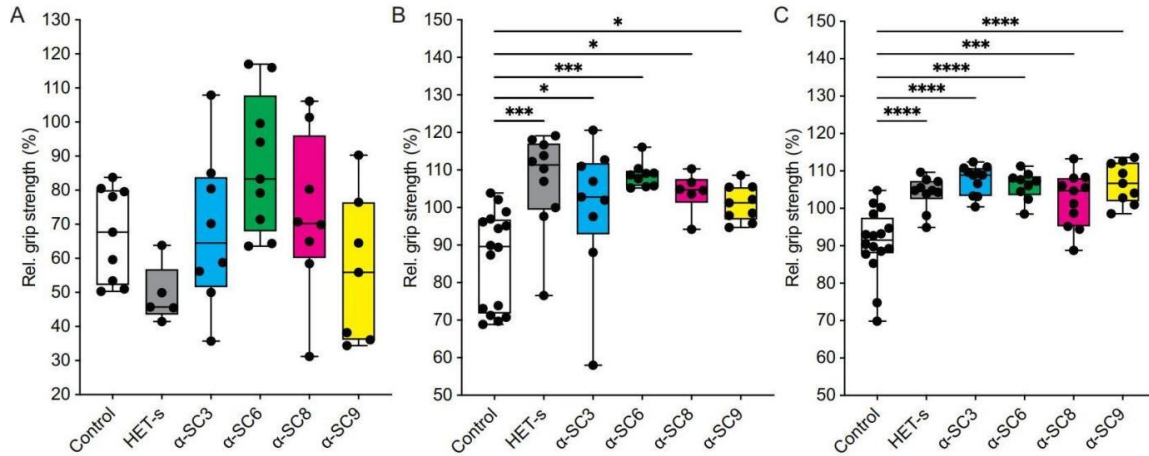 A
Rel. grip strength (%)
130
120
110
100
90
80
70
60
50
40
30
20
Control
HET-s
α-SC3
α-SC6
α-SC8
α-SC9
B
Rel. grip strength (%)
150
140
130
120
110
100
90
80
70
60
50
*
*
***
*
***
Control
HET-s
α-SC3
α-SC6
α-SC8
α-SC9
C
Rel. grip strength (%)
150
140
130
120
110
100
90
80
70
60
50
****
***
****
****
****
Control
HET-s
α-SC3
α-SC6
α-SC8
α-SC9